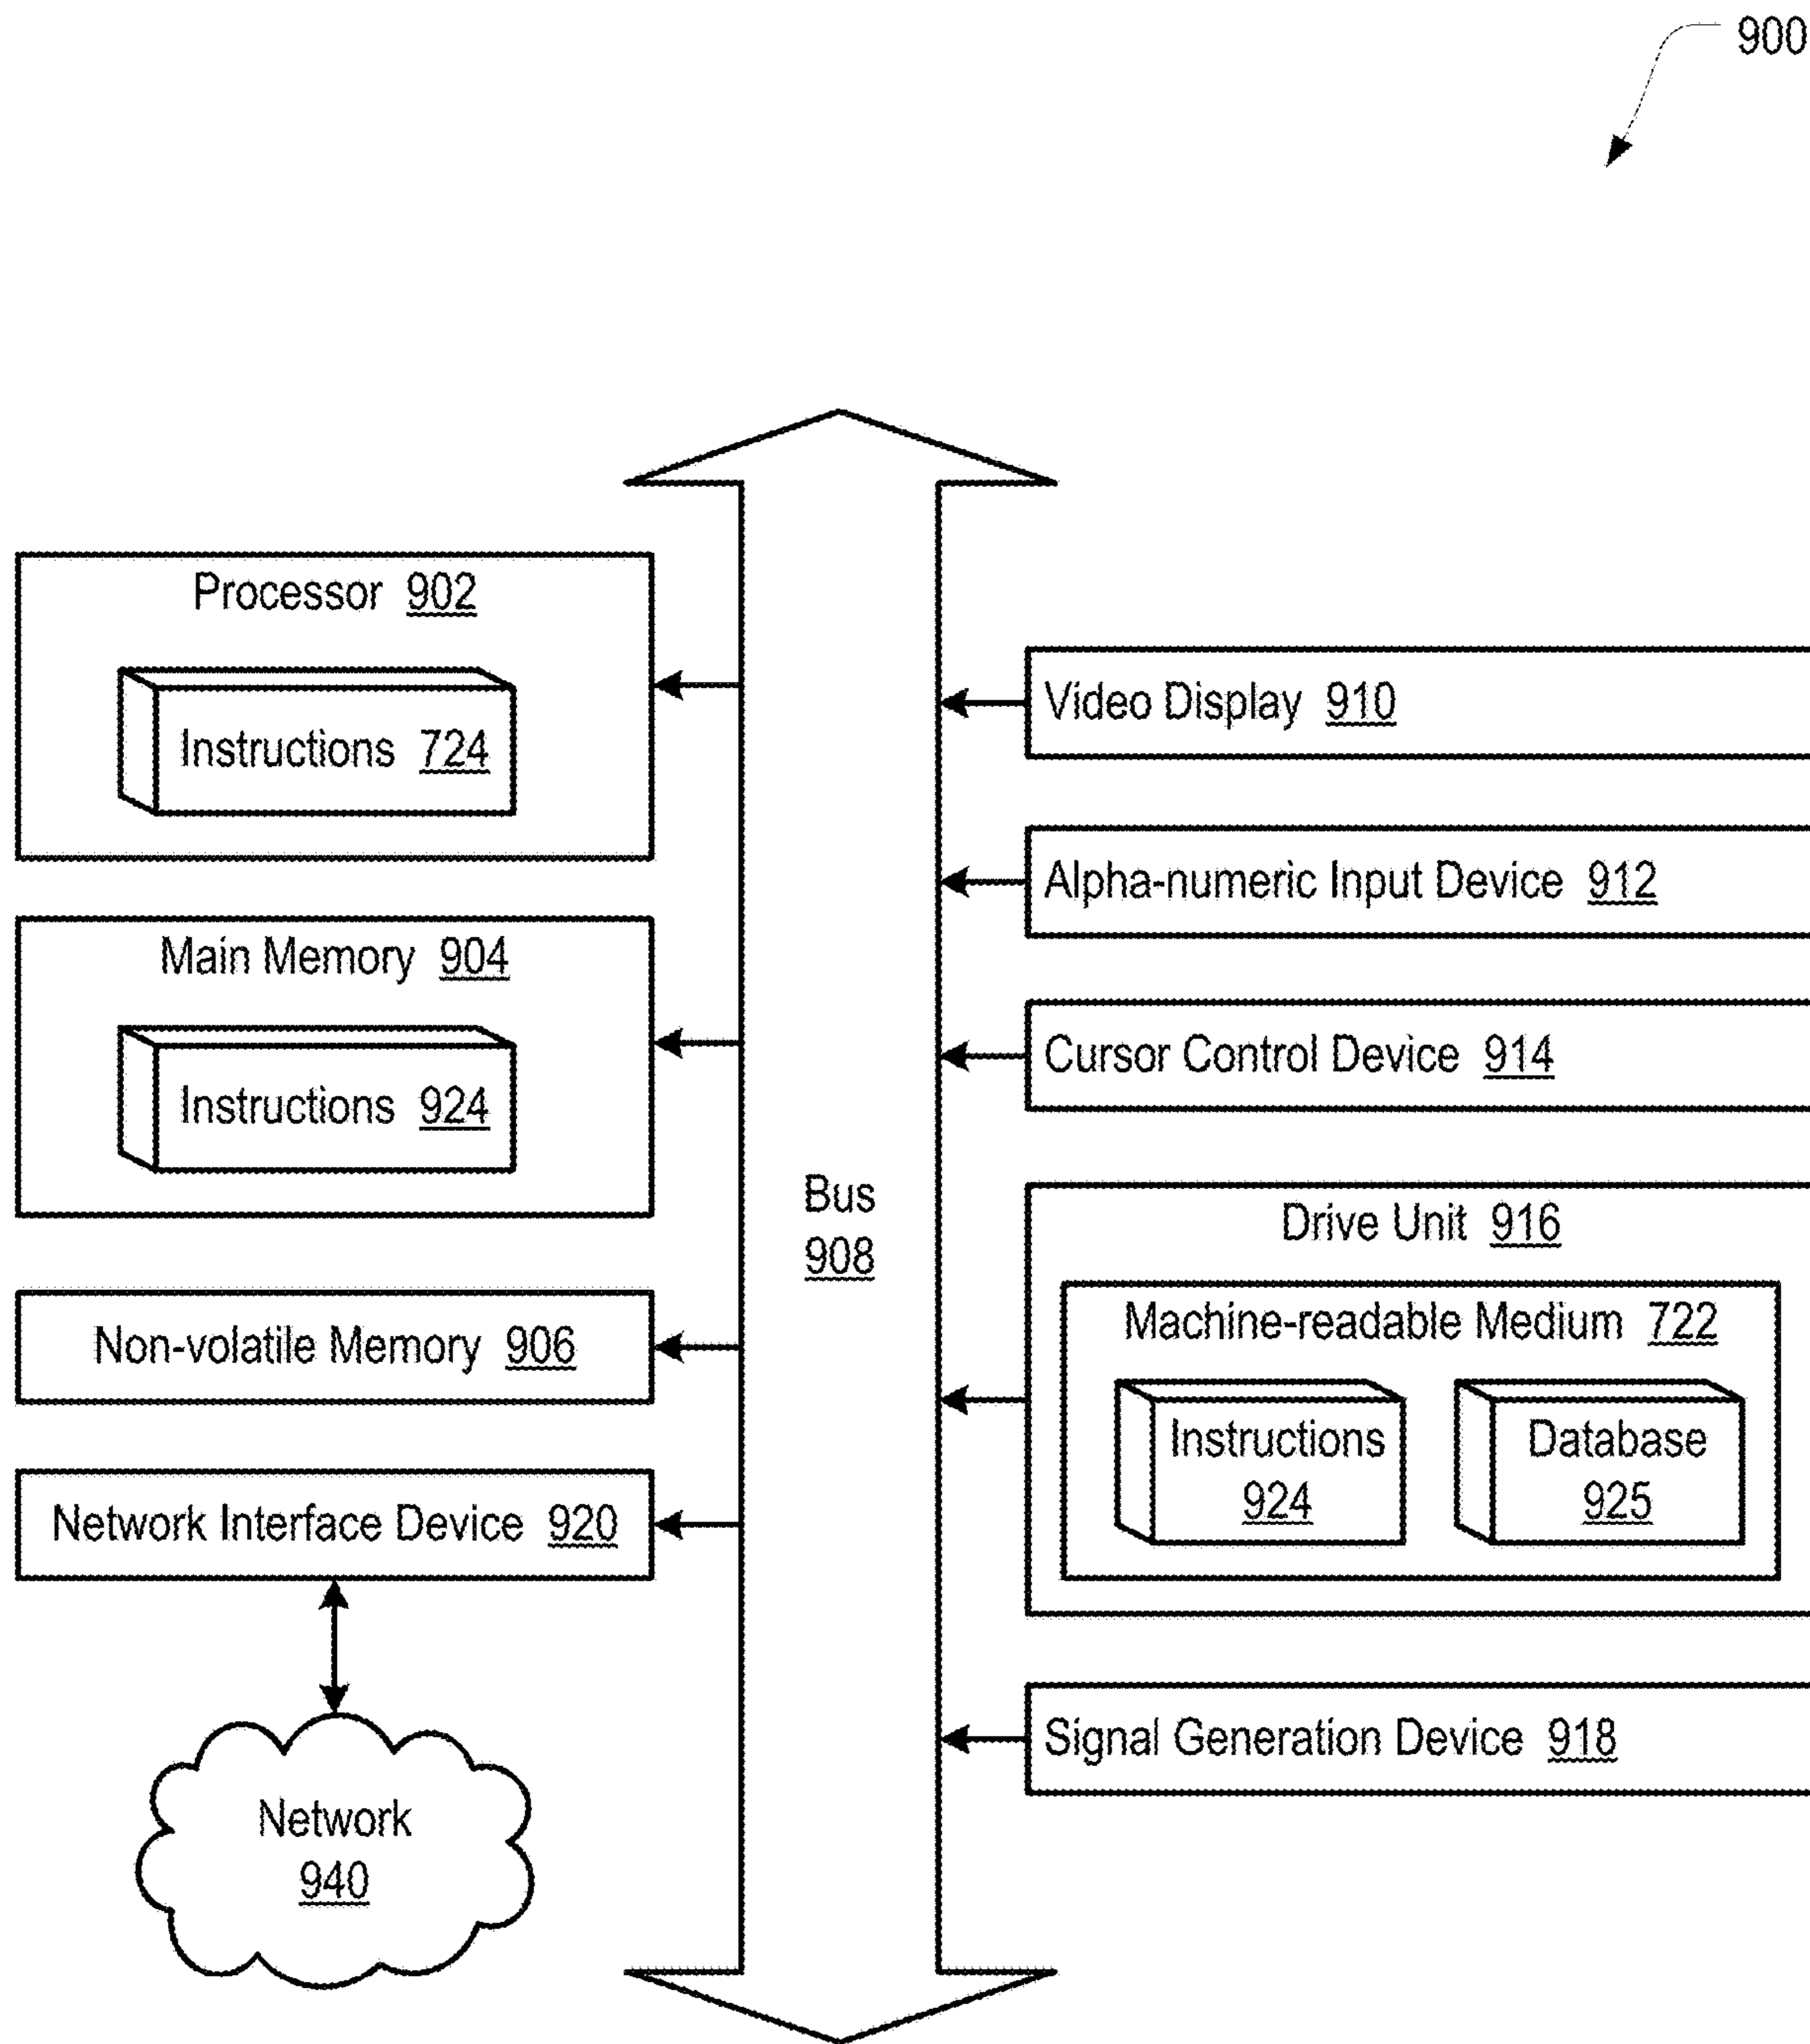 900
Processor 902
Instructions 724
Main Memory 904
Instructions 924
Non-volatile Memory 906
Network Interface Device 920
Network
940
Bus
908
Video Display 910
Alpha-numeric Input Device 912
Cursor Control Device 914
Drive Unit 916
Machine-readable Medium 722
Instructions
924
Database
925
Signal Generation Device 918